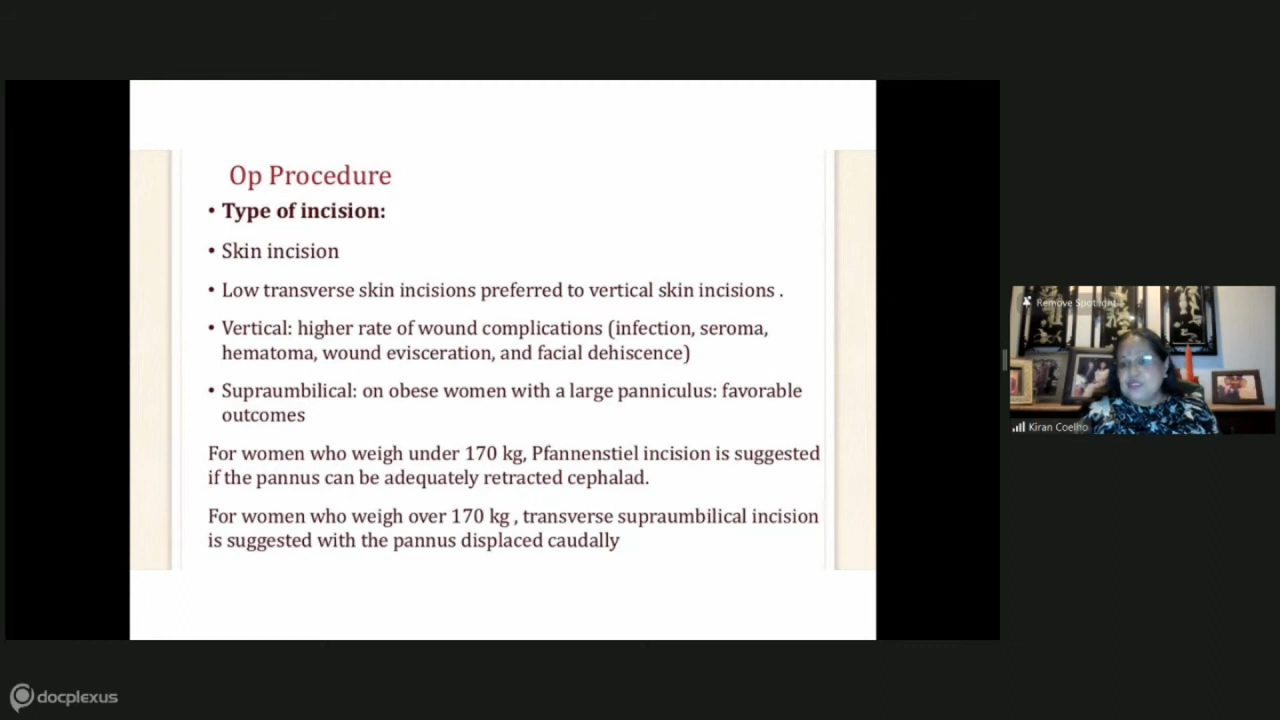 Op Procedure
• Type of incision:
• Skin incision
• Low transverse skin incisions preferred to vertical skin incisions .
• Vertical: higher rate of wound complications (infection, seroma,
hematoma, wound evisceration, and facial dehiscence)
• Supraumbilical: on obese women with a large panniculus: favorable
outcomes
For women who weigh under 170 kg, Pfannenstiel incision is suggested
if the pannus can be adequately retracted cephalad.
For women who weigh over 170 kg , transverse supraumbilical incision
is suggested with the pannus displaced caudally
Remove Spotlight
Kiran Coelho
docplexus